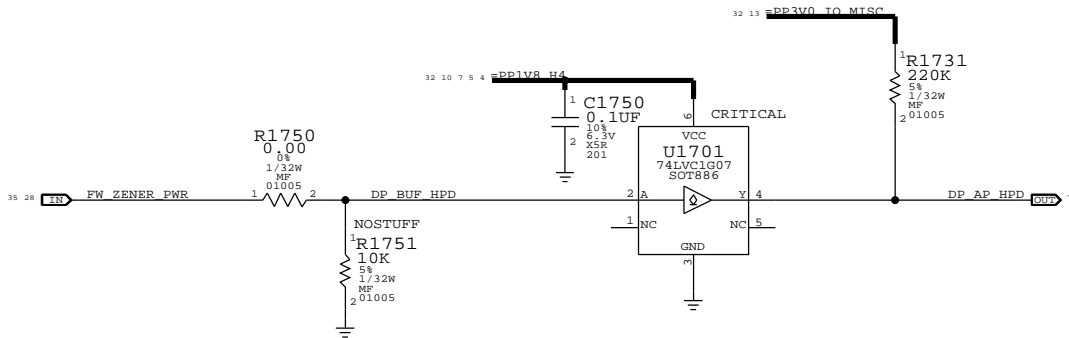 32 13 =PP3V0_IO_MISC
1
R1731
220K
5%
1/32W
MF
2 01005
32 10 7 5 4 =PP1V8_H4
1
C1750
0.1UF
10%
6.3V
X5R
201
2
6
CRITICAL
VCC
U1701
74LVC1G07
SOT886
R1750
0.00
0%
1/32W
MF
01005
35 28 IN FW_ZENER_PWR 1 2 DP_BUF_HPD 2 A Y 4 DP_AP_HPD OUT
1 NC NC 5
GND
3
NOSTUFF
1
R1751
10K
5%
1/32W
MF
2 01005